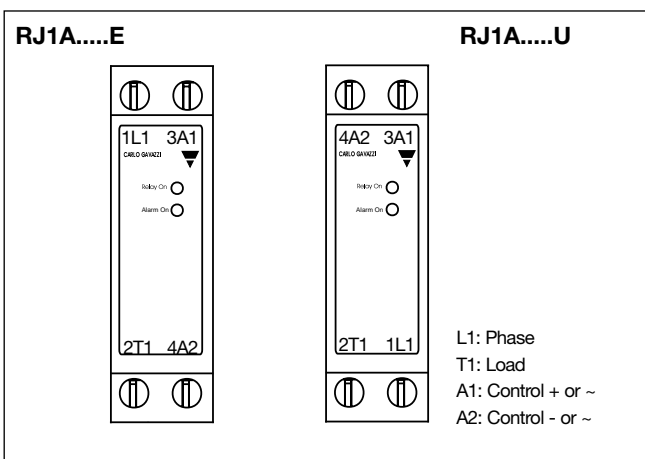 RJ1A.....E
RJ1A.....U
1L1 3A1
CARLO GAVAZZI
Relay On
Alarm On
2T1 4A2
4A2 3A1
CARLO GAVAZZI
Relay On
Alarm On
2T1 1L1
L1: Phase
T1: Load
A1: Control + or ~
A2: Control - or ~